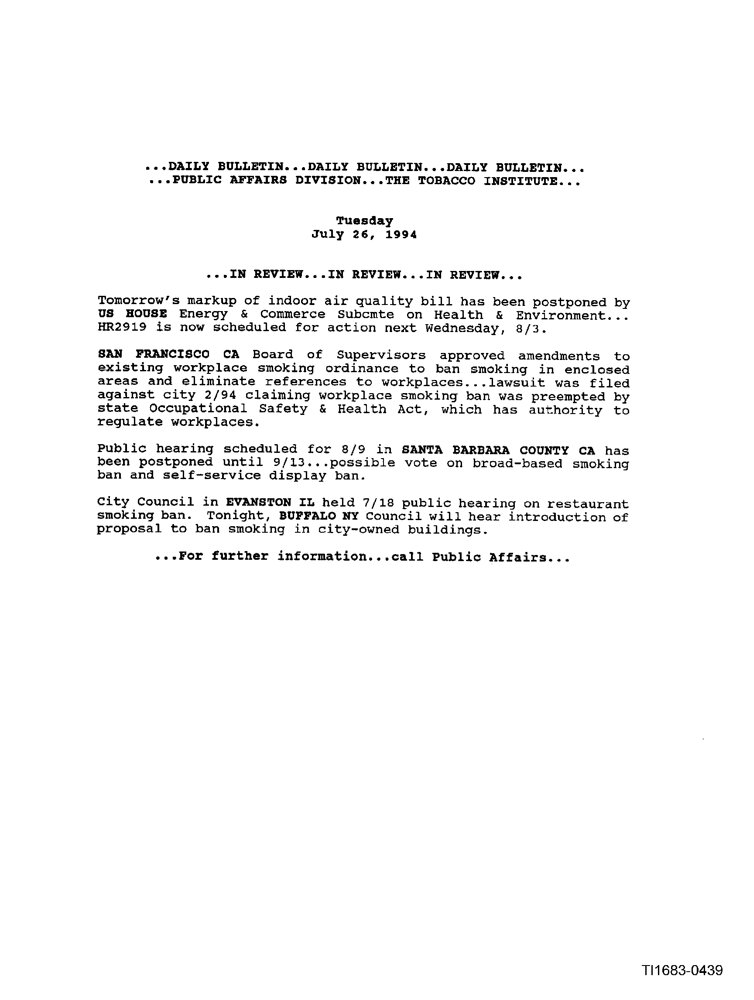 ...DAILY BULLETIN...DAILY BULLETIN...DAILY BULLETIN...
...PUBLIC AFFAIRS DIVISION...THE TOBACCO INSTITUTE...
Tuesday
July 26, 1994
...IN REVIEW...IN REVIEW...IN REVIEW...
Tomorrow's markup of indoor air quality bill has been postponed by
US HOUSE Energy & Commerce Subcmte on Health & Environment...
HR2919 is now scheduled for action next Wednesday, 8/3.
SAN FRANCISCO CA Board of Supervisors approved amendments to
existing workplace smoking ordinance to ban smoking in enclosed
areas and eliminate references to workplaces...lawsuit was filed
against city 2/94 claiming workplace smoking ban was preempted by
state Occupational Safety & Health Act, which has authority to
regulate workplaces.
Public hearing scheduled for 8/9 in SANTA BARBARA COUNTY CA has
been postponed until 9/13...possible vote on broad-based smoking
ban and self-service display ban.
City Council in EVANSTON IL held 7/18 public hearing on restaurant
smoking ban.  Tonight, BUFFALO NY Council will hear introduction of
proposal to ban smoking in city-owned buildings.
...For further information...call Public Affairs...
TI1683-0439